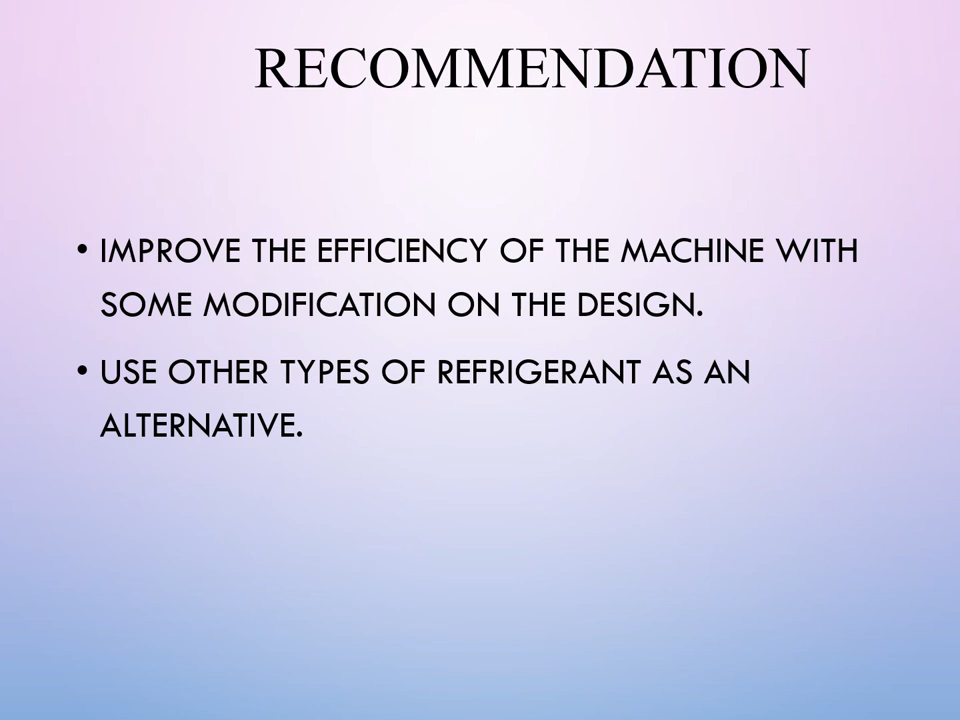 RECOMMENDATION
• IMPROVE THE EFFICIENCY OF THE MACHINE WITH
SOME MODIFICATION ON THE DESIGN.
• USE OTHER TYPES OF REFRIGERANT AS AN
ALTERNATIVE.